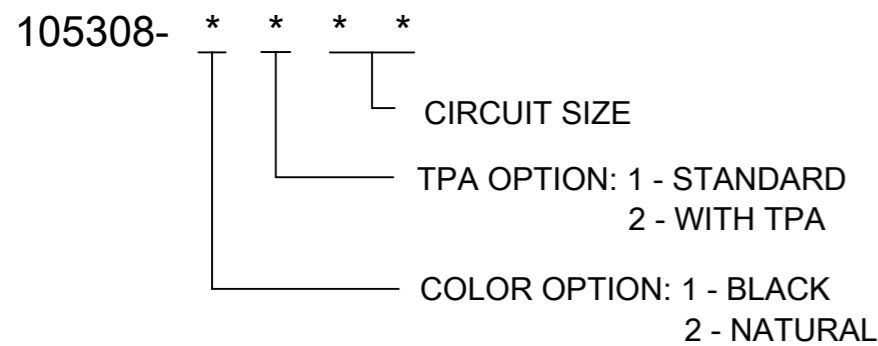 105308- * * * *
CIRCUIT SIZE
TPA OPTION: 1 - STANDARD
2 - WITH TPA
COLOR OPTION: 1 - BLACK
2 - NATURAL